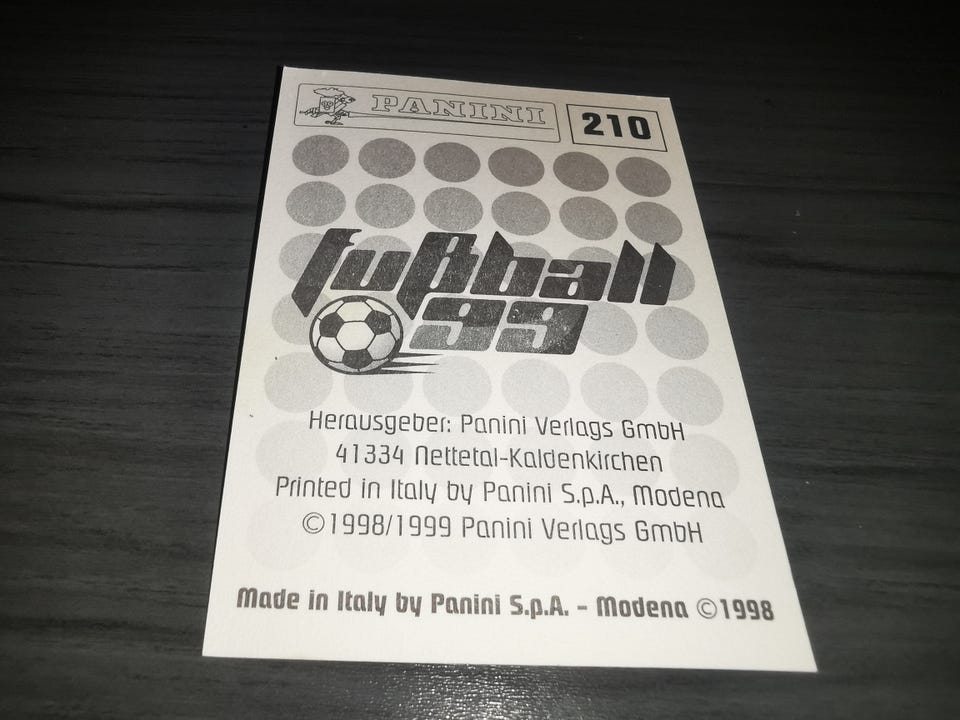 PANINI
210
fußball
99
Herausgeber: Panini Verlags GmbH
41334 Nettetal-Kaldenkirchen
Printed in Italy by Panini S.p.A., Modena
©1998/1999 Panini Verlags GmbH
Made in Italy by Panini S.p.A. - Modena ©1998